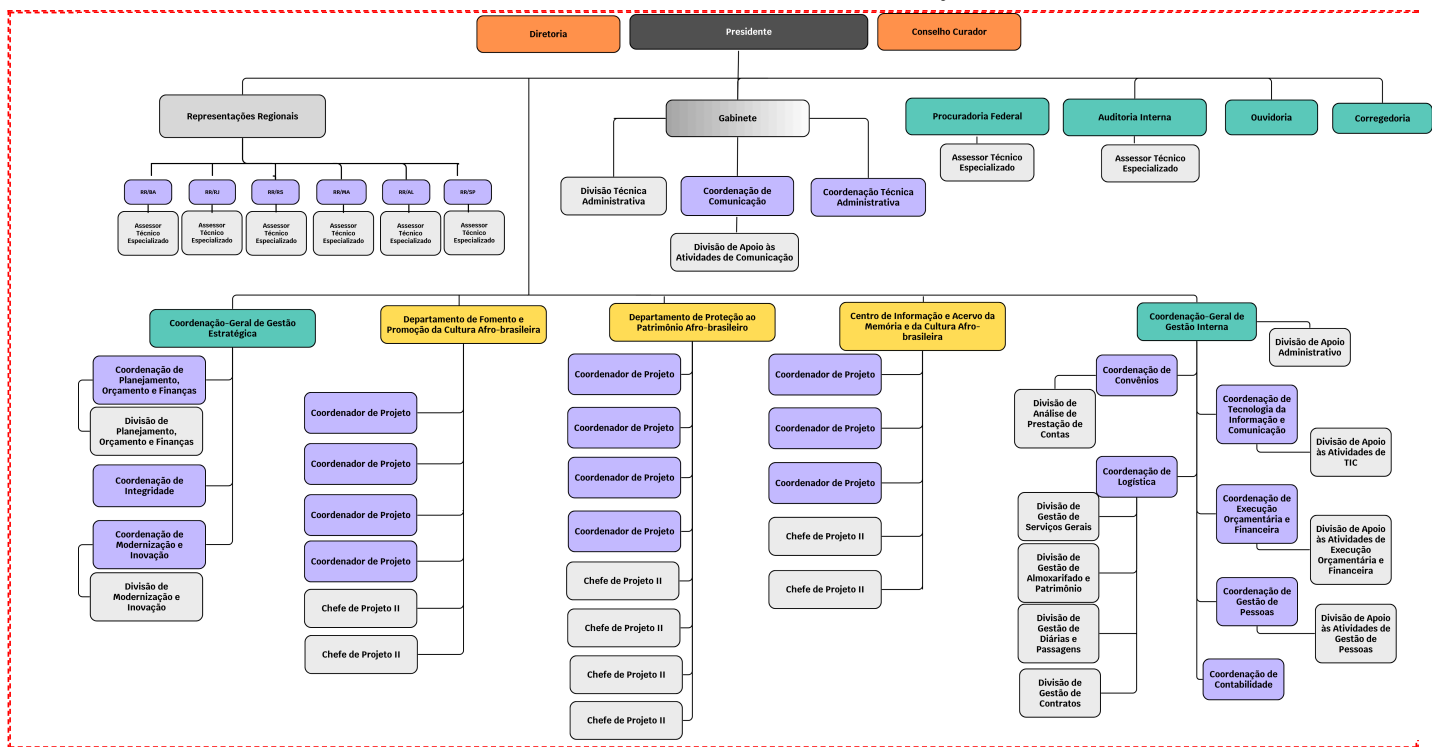 Diretoria
Presidente
Conselho Curador
Representações Regionais
Gabinete
Procuradoria Federal
Auditoria Interna
Ouvidoria
Corregedoria
Assessor Técnico
Especializado
Assessor Técnico
Especializado
RR/BA
RR/RJ
RR/RS
RR/MA
RR/AL
RR/SP
Assessor
Técnico
Especializado
Assessor
Técnico
Especializado
Assessor
Técnico
Especializado
Assessor
Técnico
Especializado
Assessor
Técnico
Especializado
Assessor
Técnico
Especializado
Divisão Técnica
Administrativa
Coordenação de
Comunicação
Coordenação Técnica
Administrativa
Divisão de Apoio às
Atividades de Comunicação
Coordenação-Geral de Gestão
Estratégica
Coordenação de
Planejamento,
Orçamento e Finanças
Divisão de
Planejamento,
Orçamento e Finanças
Coordenação de
Integridade
Coordenação de
Modernização e
Inovação
Divisão de
Modernização e
Inovação
Departamento de Fomento e
Promoção da Cultura Afro-brasileira
Coordenador de Projeto
Coordenador de Projeto
Coordenador de Projeto
Coordenador de Projeto
Chefe de Projeto II
Chefe de Projeto II
Departamento de Proteção ao
Patrimônio Afro-brasileiro
Coordenador de Projeto
Coordenador de Projeto
Coordenador de Projeto
Coordenador de Projeto
Chefe de Projeto II
Chefe de Projeto II
Chefe de Projeto II
Chefe de Projeto II
Centro de Informação e Acervo da
Memória e da Cultura Afro-
brasileira
Coordenador de Projeto
Coordenador de Projeto
Coordenador de Projeto
Chefe de Projeto II
Chefe de Projeto II
Coordenação-Geral de
Gestão Interna
Divisão de Apoio
Administrativo
Coordenação de
Convênios
Divisão de
Análise de
Prestação de
Contas
Coordenação de
Logística
Divisão de
Gestão de
Serviços Gerais
Divisão de
Gestão de
Almoxarifado e
Patrimônio
Divisão de
Gestão de
Diárias e
Passagens
Divisão de
Gestão de
Contratos
Coordenação de
Tecnologia da
Informação e
Comunicação
Divisão de Apoio
às Atividades de
TIC
Coordenação de
Execução
Orçamentária e
Financeira
Divisão de Apoio
às Atividades de
Execução
Orçamentária e
Financeira
Coordenação de
Gestão de
Pessoas
Divisão de Apoio
às Atividades de
Gestão de
Pessoas
Coordenação de
Contabilidade